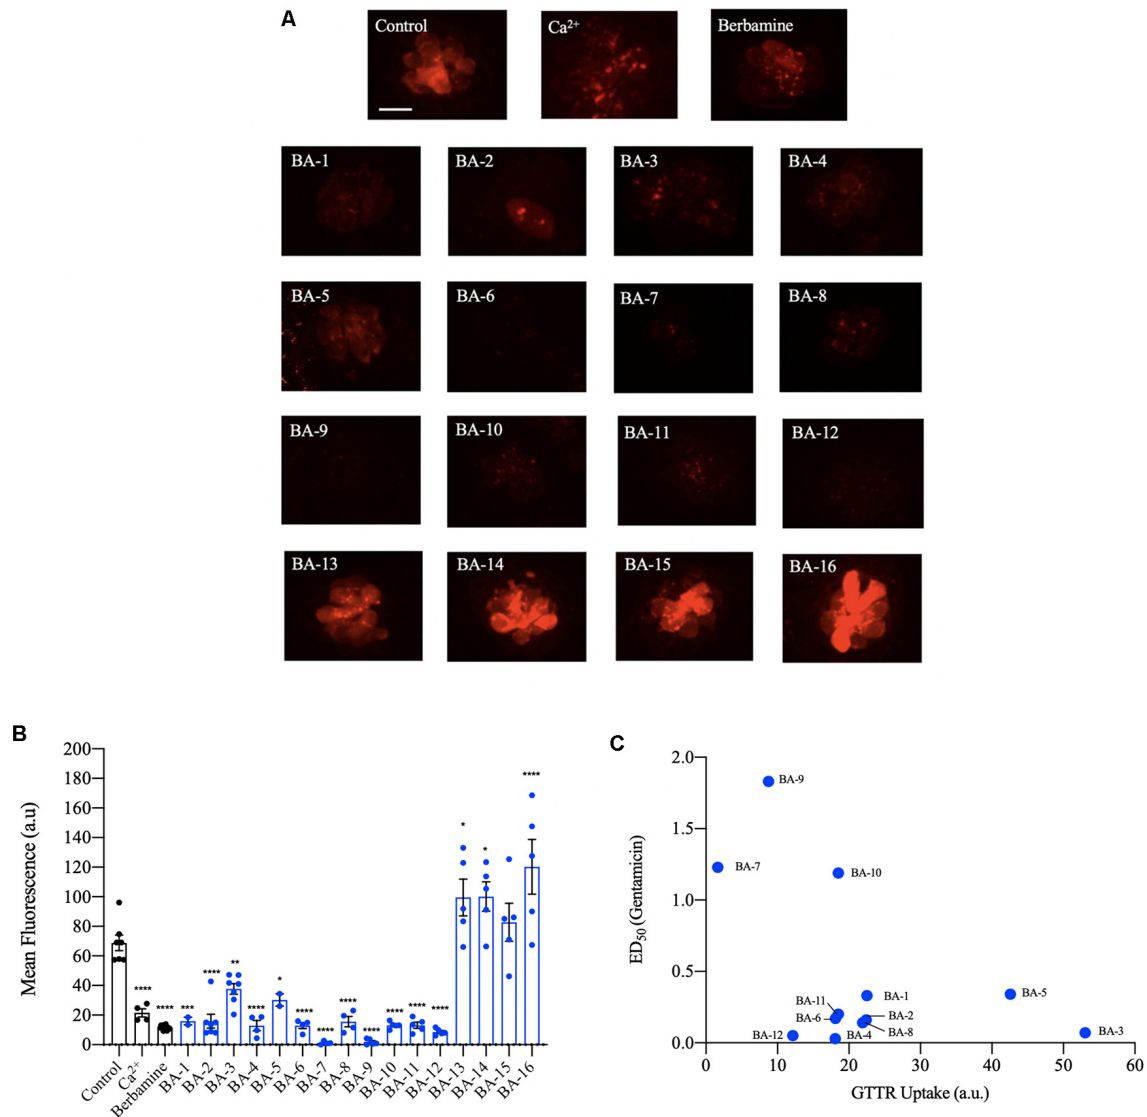 A
Control
Ca2+
Berbamine
BA-1
BA-2
BA-3
BA-4
BA-5
BA-6
BA-7
BA-8
BA-9
BA-10
BA-11
BA-12
BA-13
BA-14
BA-15
BA-16
B
Mean Fluorescence (a.u)
200
180
160
140
120
100
80
60
40
20
0
****
****
***
****
**
****
*
****
****
****
****
****
****
****
*
*
****
Control
Ca2+
Berbamine
BA-1
BA-2
BA-3
BA-4
BA-5
BA-6
BA-7
BA-8
BA-9
BA-10
BA-11
BA-12
BA-13
BA-14
BA-15
BA-16
C
ED50 (Gentamicin)
2.0
1.5
1.0
0.5
0.0
BA-9
BA-7
BA-10
BA-1
BA-5
BA-11
BA-6
BA-2
BA-8
BA-12
BA-4
BA-3
0
10
20
30
40
50
60
GTTR Uptake (a.u.)